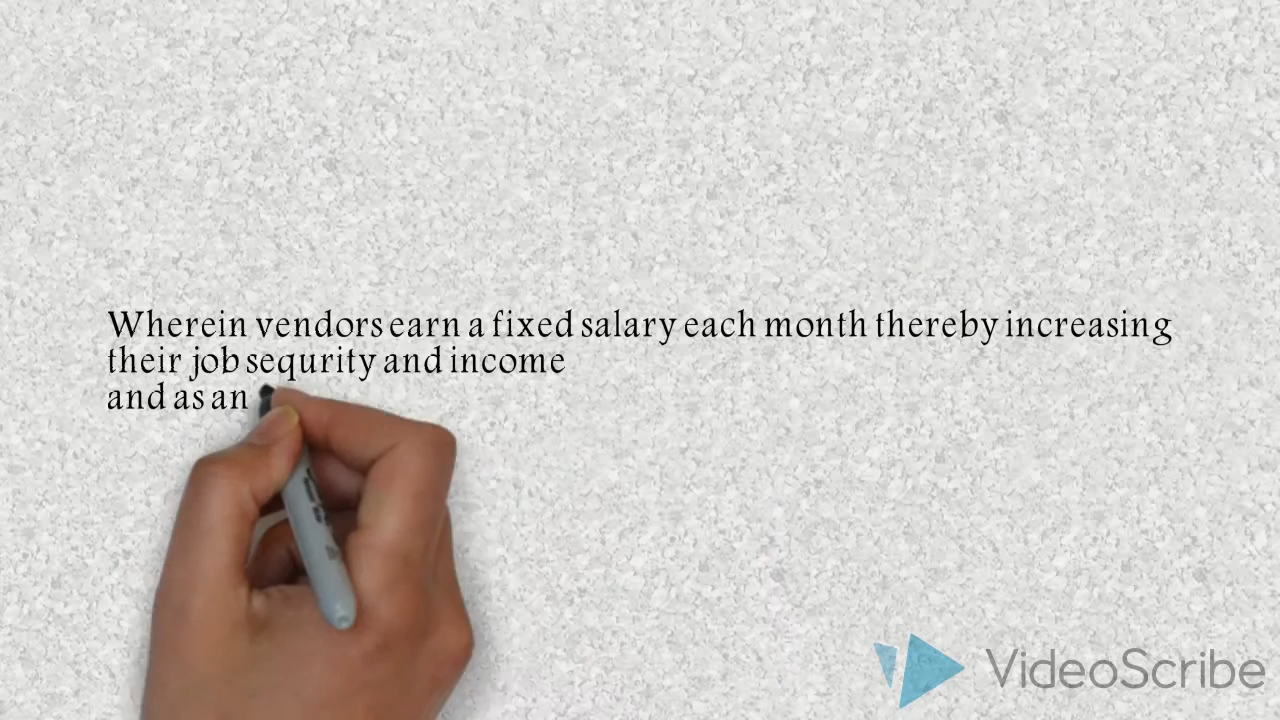 Wherein vendors earn a fixed salary each month thereby increasing
their job sequrity and income
and as an
VideoScribe